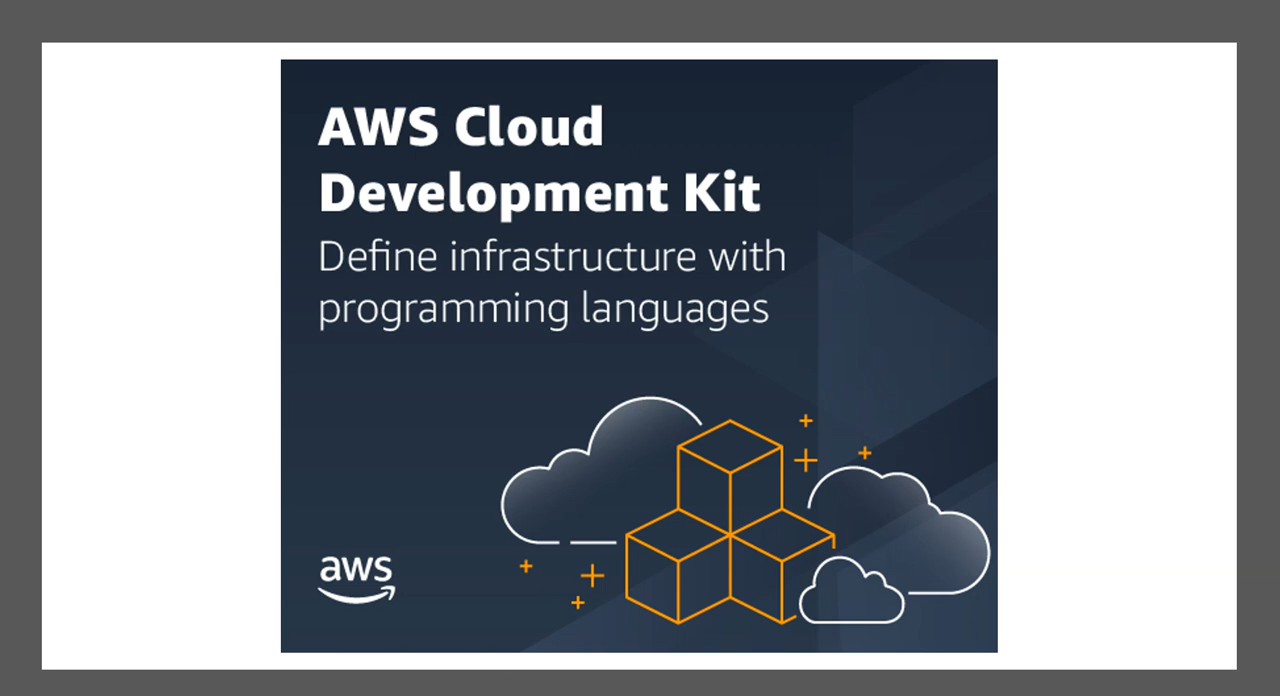 AWS Cloud
Development Kit
Define infrastructure with
programming languages
aws